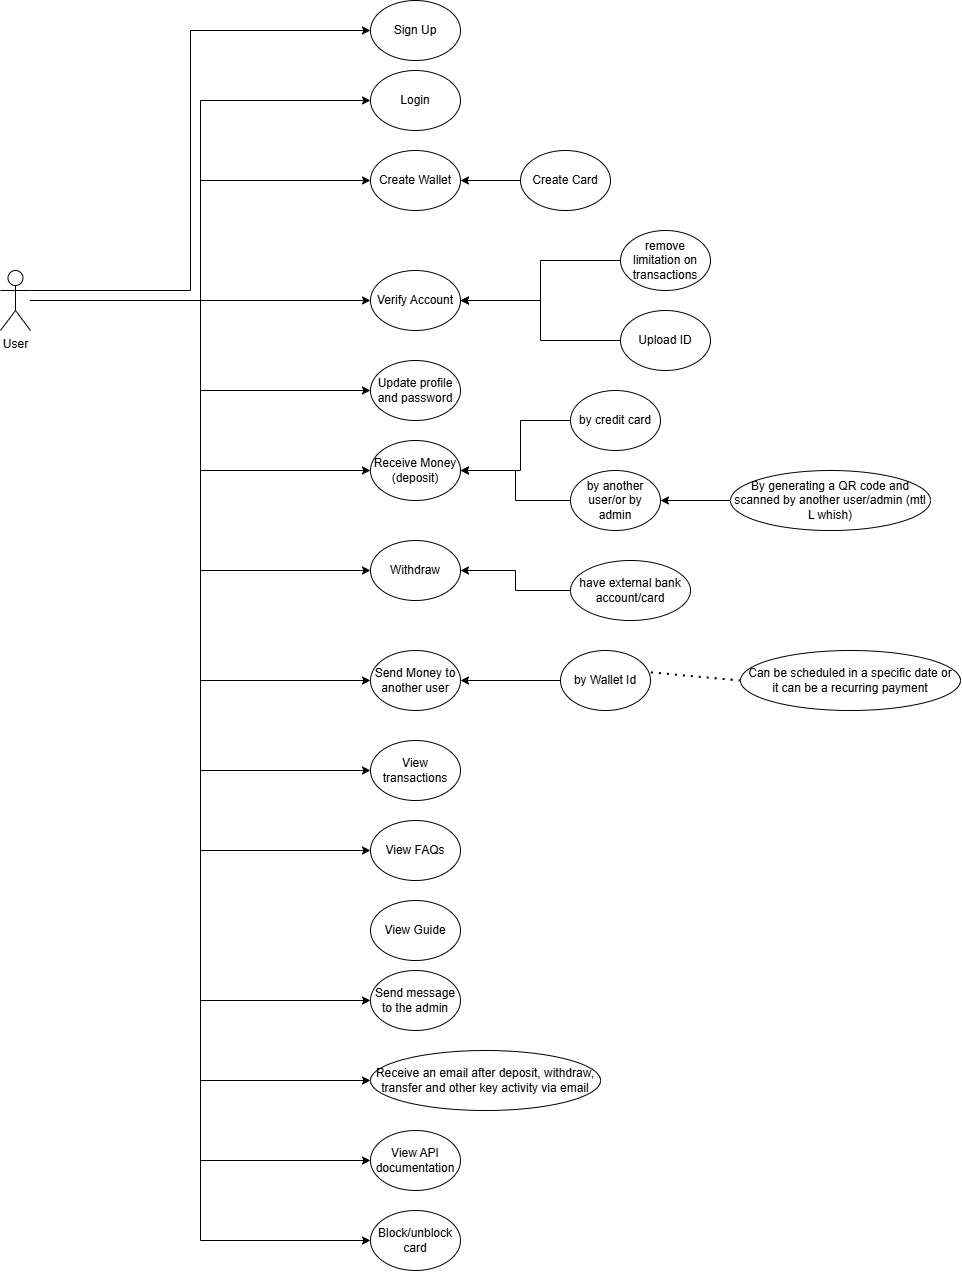 Sign Up
Login
Create Wallet
Create Card
remove
limitation on
transactions
Verify Account
Upload ID
User
Update profile
and password
by credit card
Receive Money
(deposit)
by another
user/or by
admin
By generating a QR code and
scanned by another user/admin (mtl
L whish)
Withdraw
have external bank
account/card
Send Money to
another user
by Wallet Id
Can be scheduled in a specific date or
it can be a recurring payment
View
transactions
View FAQs
View Guide
Send message
to the admin
Receive an email after deposit, withdraw,
transfer and other key activity via email
View API
documentation
Block/unblock
card